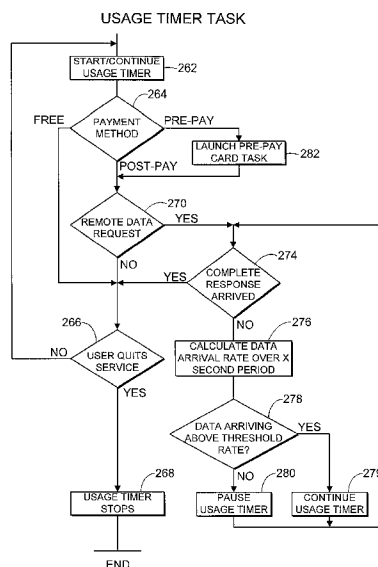 USAGE TIMER TASK
START/CONTINUE
USAGE TIMER
262
264
FREE
PAYMENT
METHOD
PRE-PAY
LAUNCH PRE-PAY
CARD TASK
282
POST-PAY
270
REMOTE DATA
REQUEST
YES
NO
274
COMPLETE
RESPONSE
ARRIVED
YES
NO
266
NO
USER QUITS
SERVICE
YES
276
CALCULATE DATA
ARRIVAL RATE OVER X
SECOND PERIOD
278
DATA ARRIVING
ABOVE THRESHOLD
RATE?
YES
NO
268
USAGE TIMER
STOPS
280
PAUSE
USAGE TIMER
CONTINUE
USAGE TIMER
END